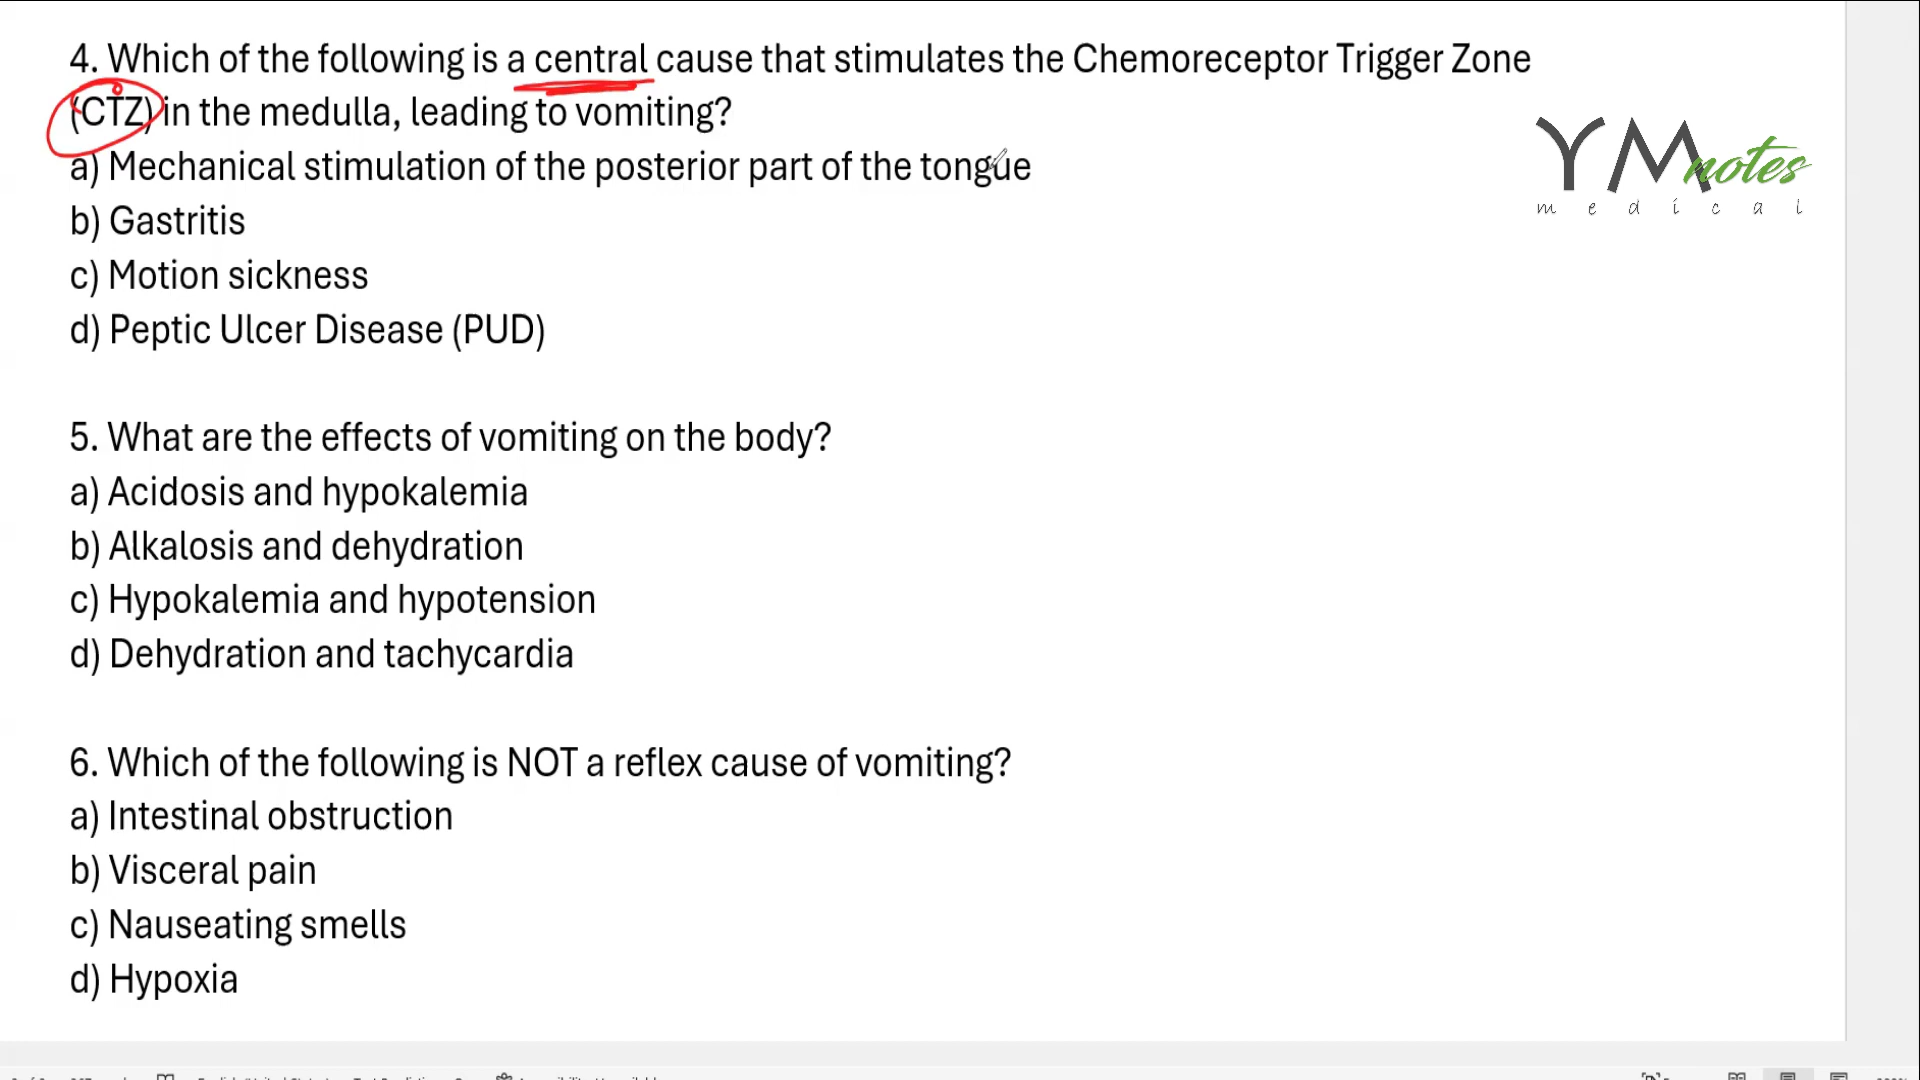 4. Which of the following is a central cause that stimulates the Chemoreceptor Trigger Zone
(CTZ) in the medulla, leading to vomiting?
a) Mechanical stimulation of the posterior part of the tongue
b) Gastritis
c) Motion sickness
d) Peptic Ulcer Disease (PUD)
YM notes
medical
5. What are the effects of vomiting on the body?
a) Acidosis and hypokalemia
b) Alkalosis and dehydration
c) Hypokalemia and hypotension
d) Dehydration and tachycardia
6. Which of the following is NOT a reflex cause of vomiting?
a) Intestinal obstruction
b) Visceral pain
c) Nauseating smells
d) Hypoxia